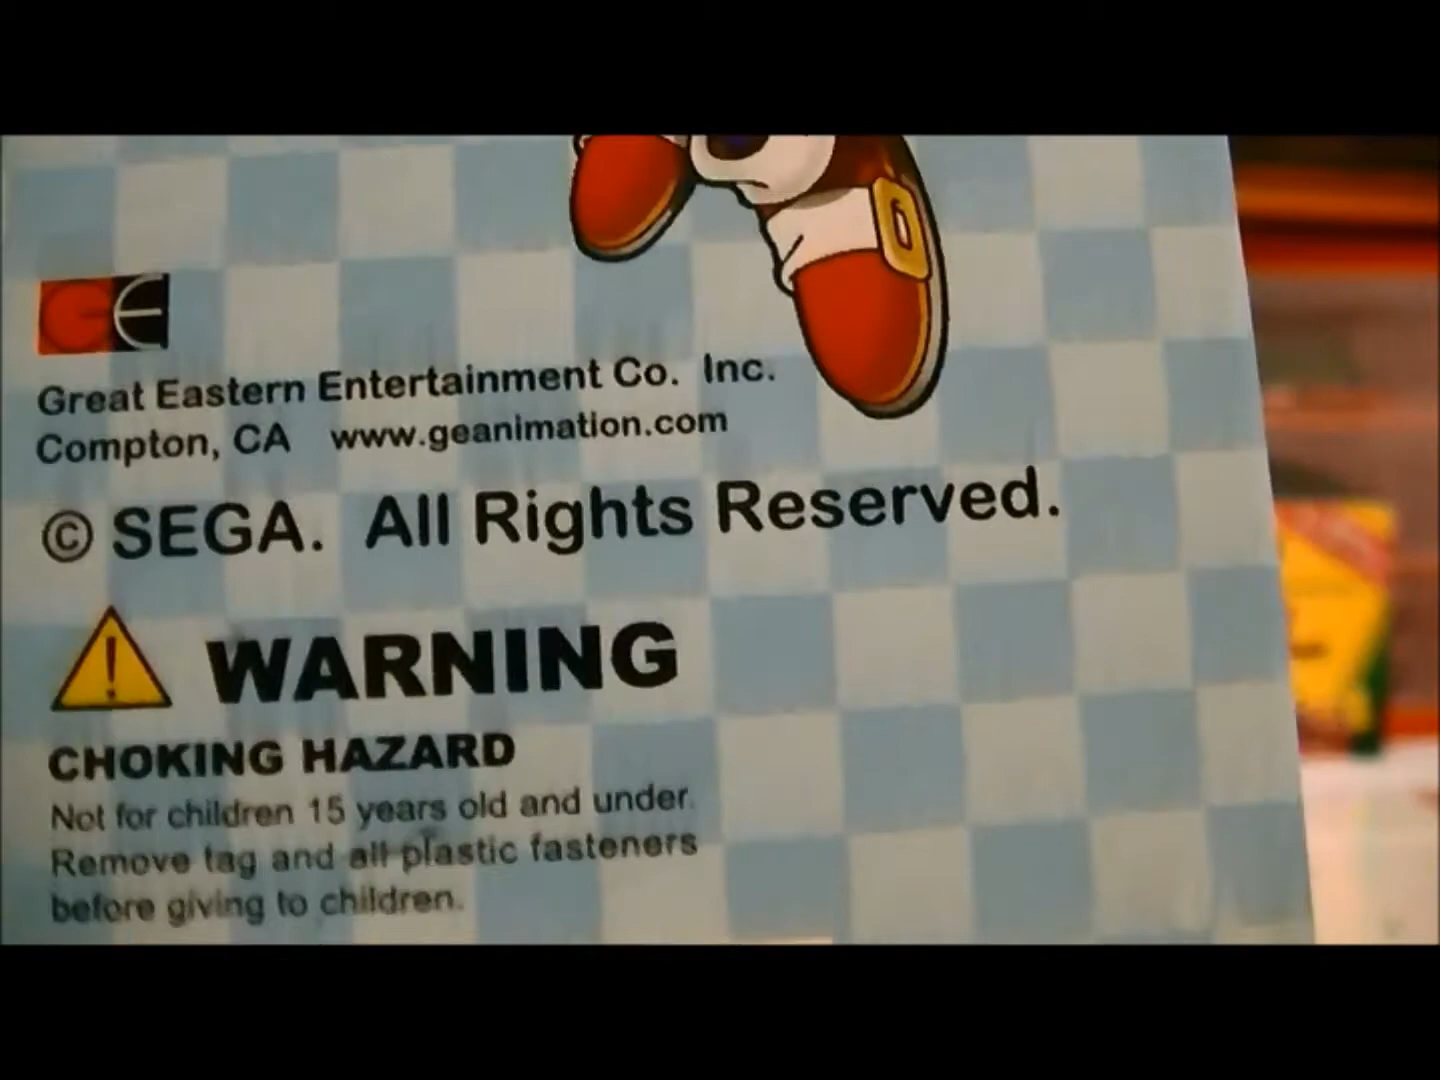 GE
Great Eastern Entertainment Co. Inc.
Compton, CA www.geanimation.com
© SEGA. All Rights Reserved.
WARNING
CHOKING HAZARD
Not for children 15 years old and under.
Remove tag and all plastic fasteners
before giving to children.